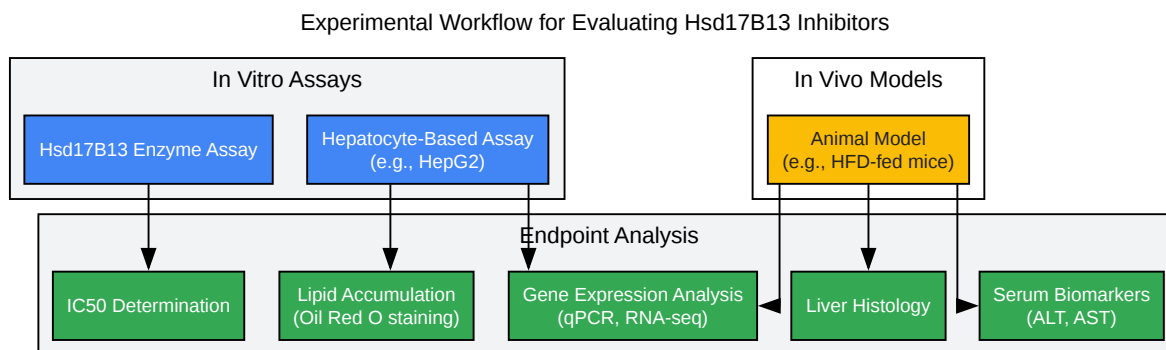 Experimental Workflow for Evaluating Hsd17B13 Inhibitors
In Vitro Assays
In Vivo Models
Hsd17B13 Enzyme Assay
Hepatocyte-Based Assay
(e.g., HepG2)
Animal Model
(e.g., HFD-fed mice)
Endpoint Analysis
IC50 Determination
Lipid Accumulation
(Oil Red O staining)
Gene Expression Analysis
(qPCR, RNA-seq)
Liver Histology
Serum Biomarkers
(ALT, AST)